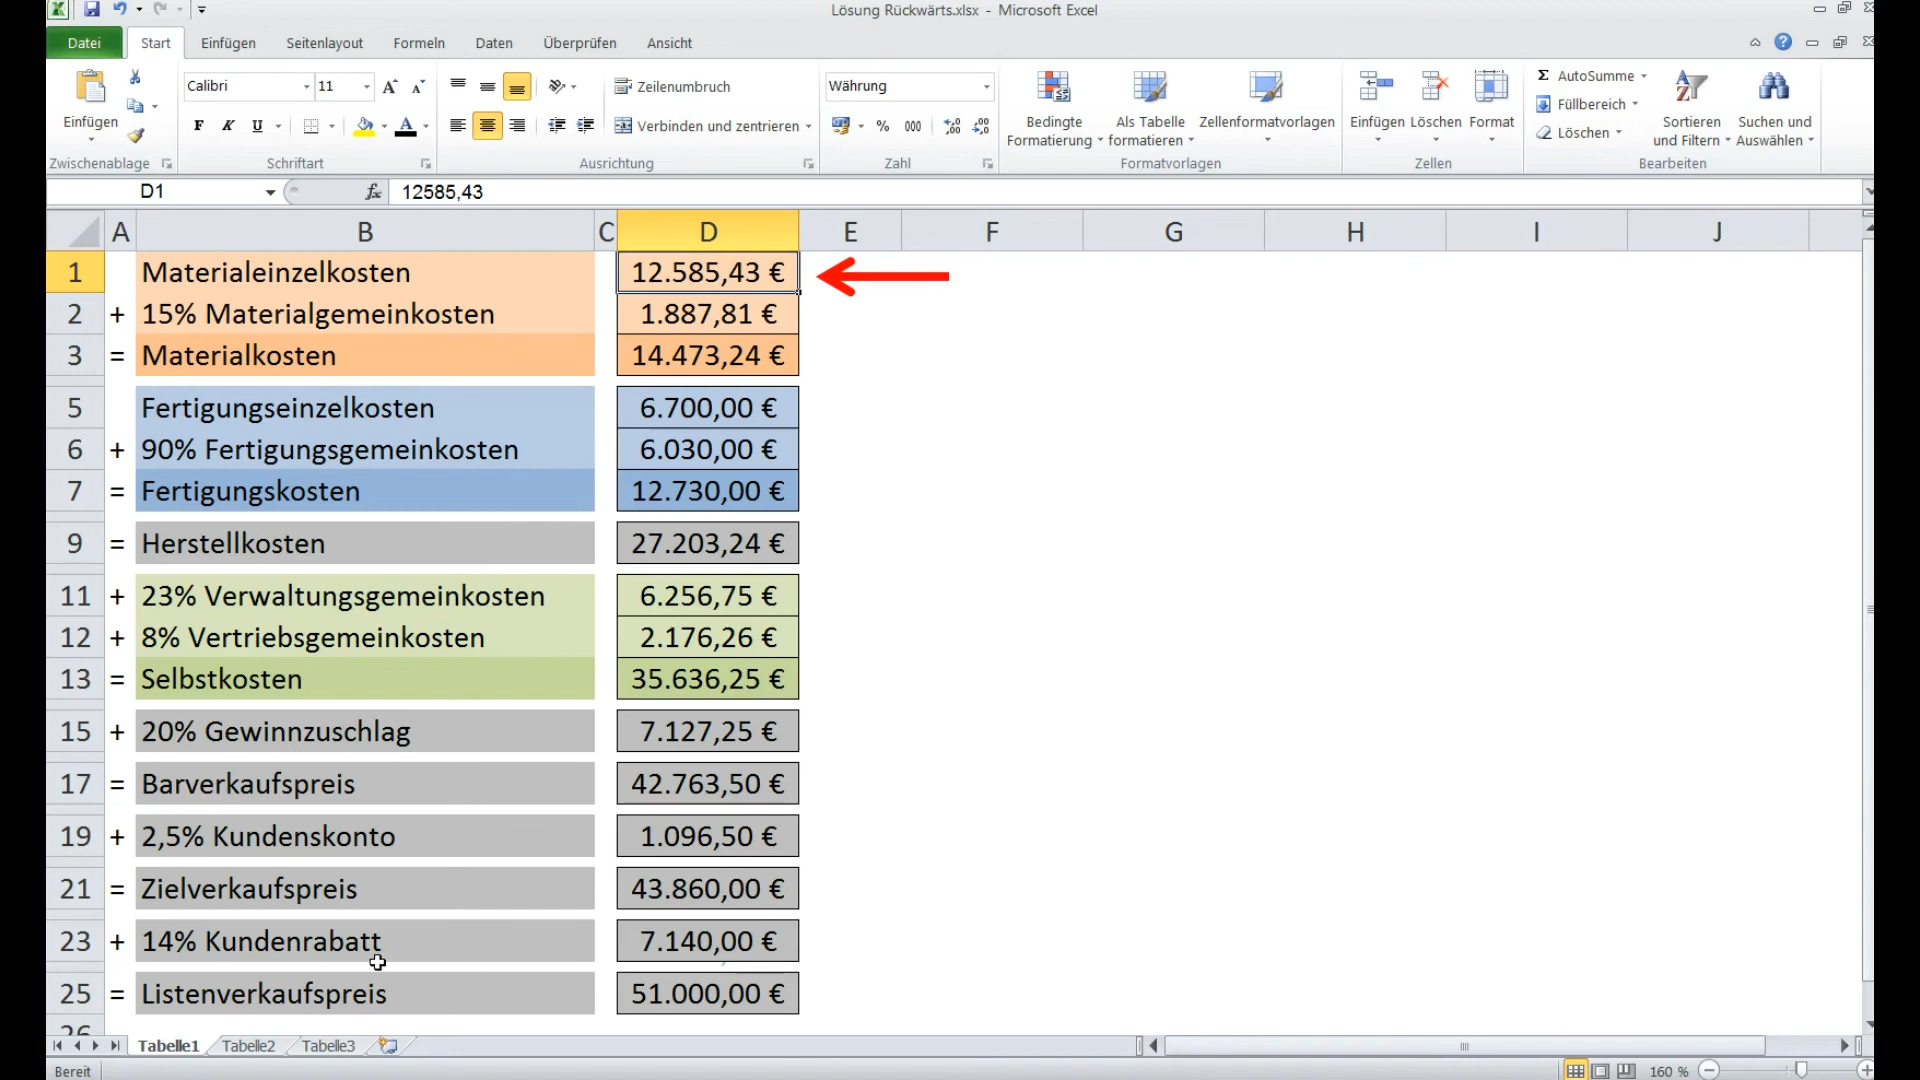 Lösung Rückwärts.xlsx - Microsoft Excel
Datei Start Einfügen Seitenlayout Formeln Daten Überprüfen Ansicht
Einfügen
Zwischenablage
Calibri 11
F K U
Schriftart
Zeilenumbruch
Verbinden und zentrieren
Ausrichtung
Währung
% 000
Zahl
Bedingte Formatierung
Als Tabelle formatieren
Zellenformatvorlagen
Formatvorlagen
Einfügen Löschen Format
Zellen
Σ AutoSumme
Füllbereich
Löschen
Sortieren und Filtern
Suchen und Auswählen
Bearbeiten
D1 fx 12585,43
A B C D E F G H I J
1 Materialeinzelkosten 12.585,43 €
2 + 15% Materialgemeinkosten 1.887,81 €
3 = Materialkosten 14.473,24 €
5 Fertigungseinzelkosten 6.700,00 €
6 + 90% Fertigungsgemeinkosten 6.030,00 €
7 = Fertigungskosten 12.730,00 €
9 = Herstellkosten 27.203,24 €
11 + 23% Verwaltungsgemeinkosten 6.256,75 €
12 + 8% Vertriebsgemeinkosten 2.176,26 €
13 = Selbstkosten 35.636,25 €
15 + 20% Gewinnzuschlag 7.127,25 €
17 = Barverkaufspreis 42.763,50 €
19 + 2,5% Kundenskonto 1.096,50 €
21 = Zielverkaufspreis 43.860,00 €
23 + 14% Kundenrabatt 7.140,00 €
25 = Listenverkaufspreis 51.000,00 €
26
Tabelle1 Tabelle2 Tabelle3
Bereit 160 %